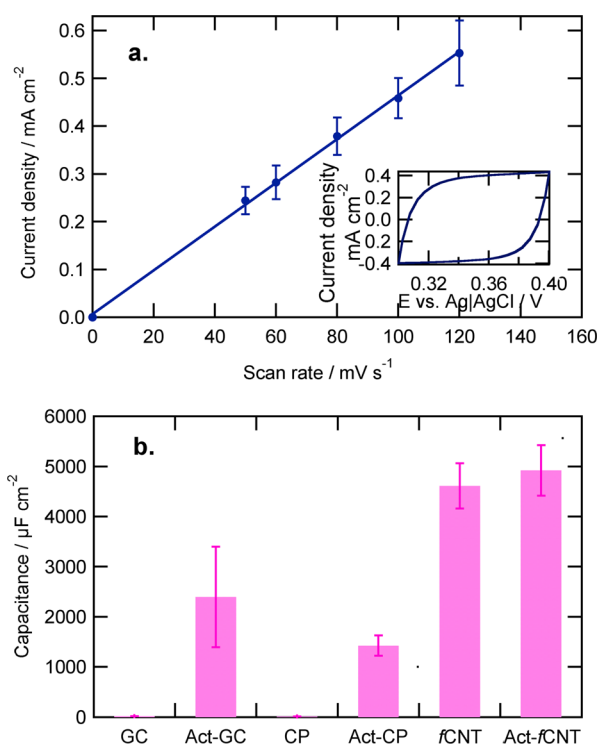 a.
Current density / mA cm⁻²
0.6
0.5
0.4
0.3
0.2
0.1
0.0
0 20 40 60 80 100 120 140 160
Scan rate / mV s⁻¹
Current density
mA cm⁻²
0.4
0.2
0.0
-0.2
-0.4
0.32 0.36 0.40
E vs. Ag|AgCl / V
b.
Capacitance / µF cm⁻²
6000
5000
4000
3000
2000
1000
0
GC Act-GC CP Act-CP fCNT Act-fCNT